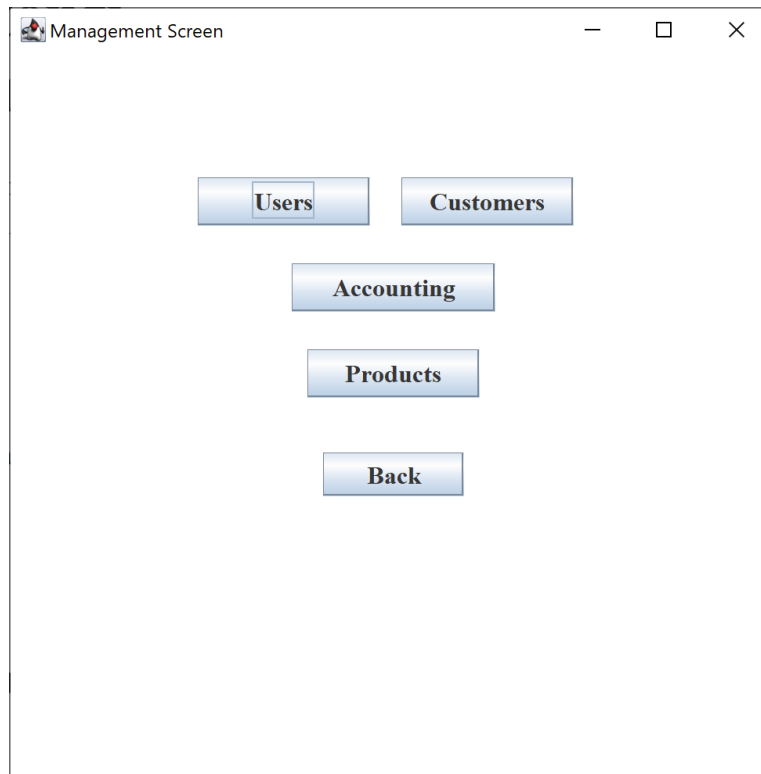 Management Screen
Users Customers
Accounting
Products
Back